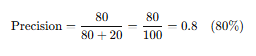 Precision = 80 / (80 + 20) = 80 / 100 = 0.8 (80%)